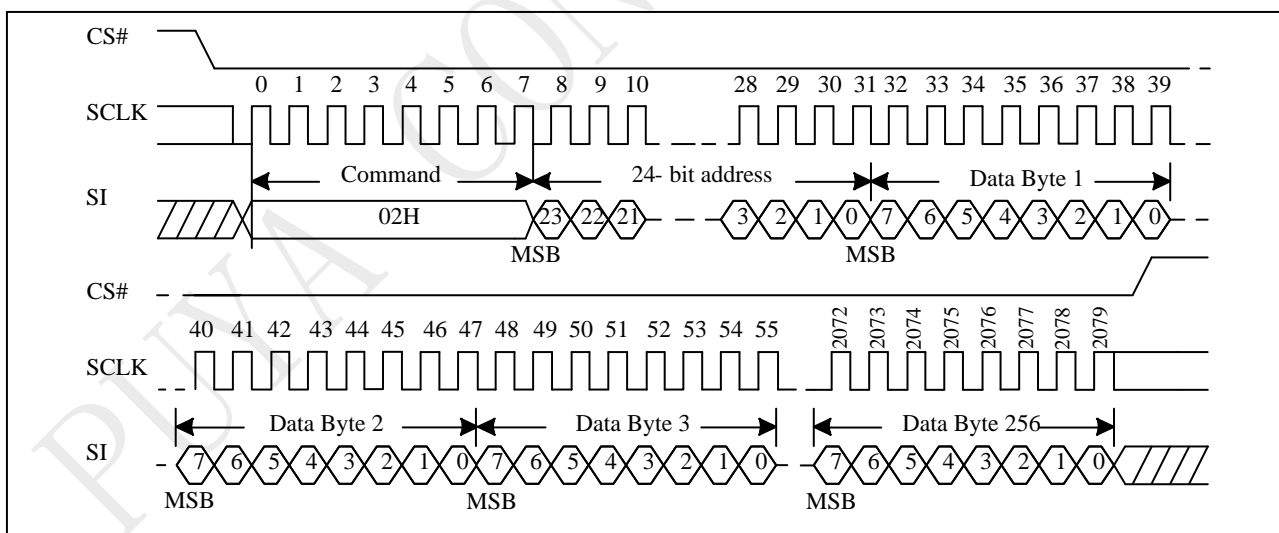 CS#
0 1 2 3 4 5 6 7 8 9 10 28 29 30 31 32 33 34 35 36 37 38 39
SCLK
Command 24- bit address Data Byte 1
SI
02H 23 22 21 3 2 1 0 7 6 5 4 3 2 1 0
MSB MSB
CS#
40 41 42 43 44 45 46 47 48 49 50 51 52 53 54 55 2072 2073 2074 2075 2076 2077 2078 2079
SCLK
Data Byte 2 Data Byte 3 Data Byte 256
SI
7 6 5 4 3 2 1 0 7 6 5 4 3 2 1 0 7 6 5 4 3 2 1 0
MSB MSB MSB
PUYA CON